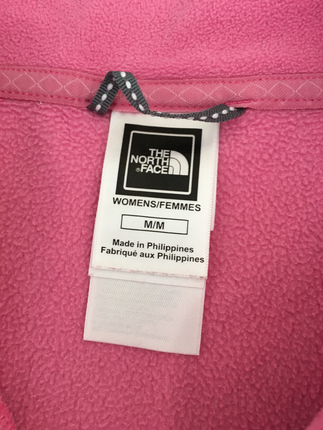 THE
NORTH
FACE
WOMENS/FEMMES
M/M
Made in Philippines
Fabriqué aux Philippines